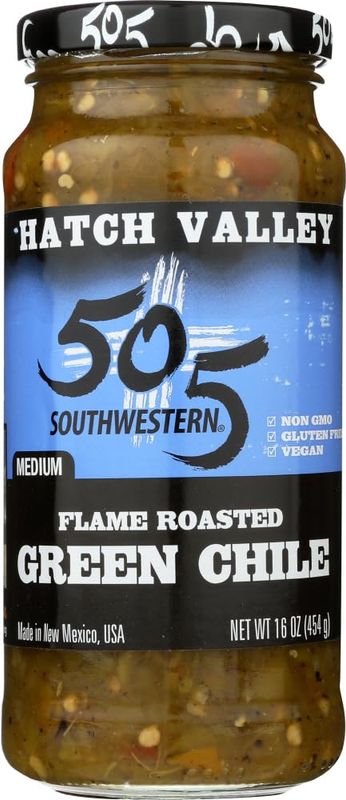 505
HATCH VALLEY
505
SOUTHWESTERN®
☑ NON GMO
☑ GLUTEN FREE
☑ VEGAN
MEDIUM
FLAME ROASTED
GREEN CHILE
Made in New Mexico, USA
NET WT 16 OZ (454 g)